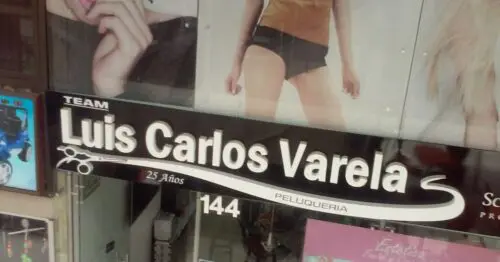 TEAM
Luis Carlos Varela
25 Años
PELUQUERIA
144